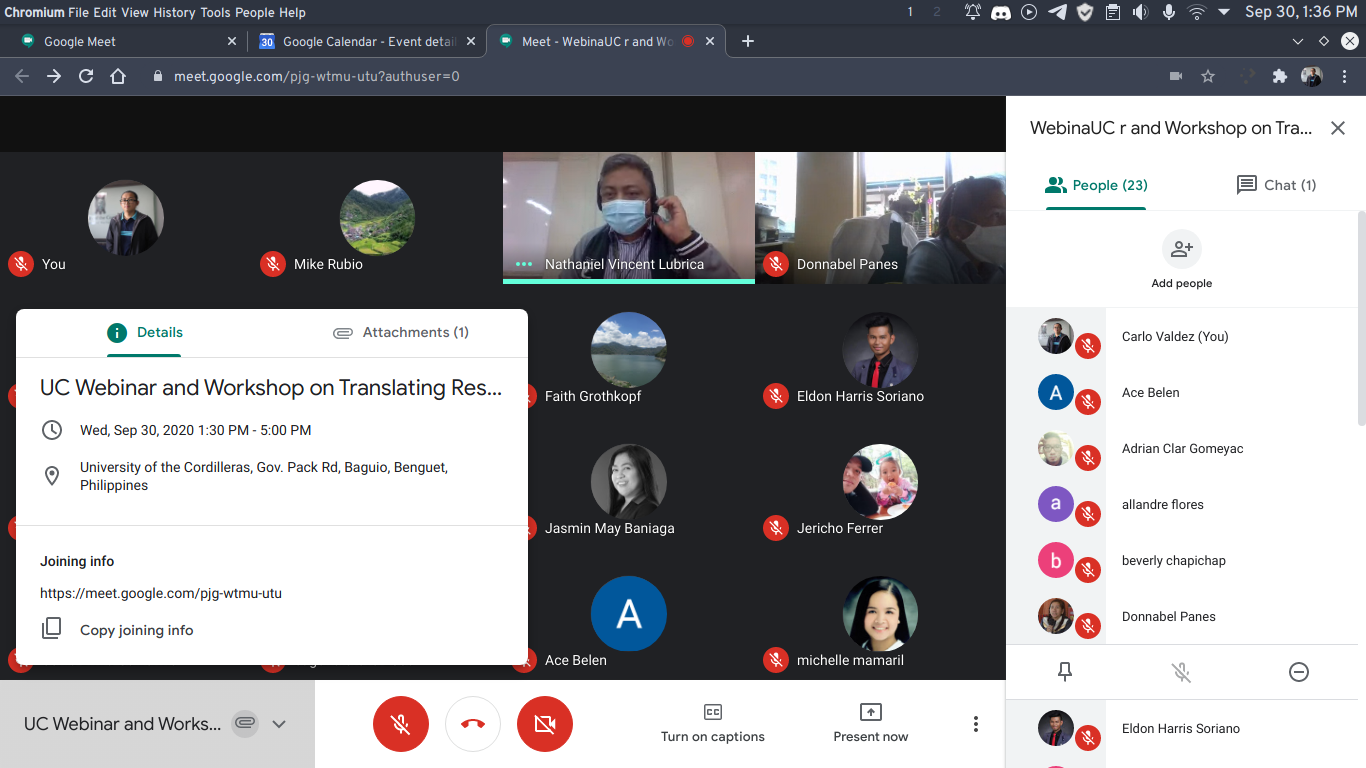 Chromium File Edit View History Tools People Help
1 2
Sep 30, 1:36 PM
Google Meet
30 Google Calendar - Event detail
Meet - WebinaUC r and Wo
meet.google.com/pjg-wtmu-utu?authuser=0
You
Mike Rubio
Nathaniel Vincent Lubrica
Donnabel Panes
Details
Attachments (1)
UC Webinar and Workshop on Translating Res...
Wed, Sep 30, 2020 1:30 PM - 5:00 PM
University of the Cordilleras, Gov. Pack Rd, Baguio, Benguet,
Philippines
Joining info
https://meet.google.com/pjg-wtmu-utu
Copy joining info
Faith Grothkopf
Eldon Harris Soriano
Jasmin May Baniaga
Jericho Ferrer
A
Ace Belen
michelle mamaril
UC Webinar and Works...
Turn on captions
Present now
WebinaUC r and Workshop on Tra...
People (23)
Chat (1)
Add people
Carlo Valdez (You)
A
Ace Belen
Adrian Clar Gomeyac
a
allandre flores
b
beverly chapichap
Donnabel Panes
Eldon Harris Soriano